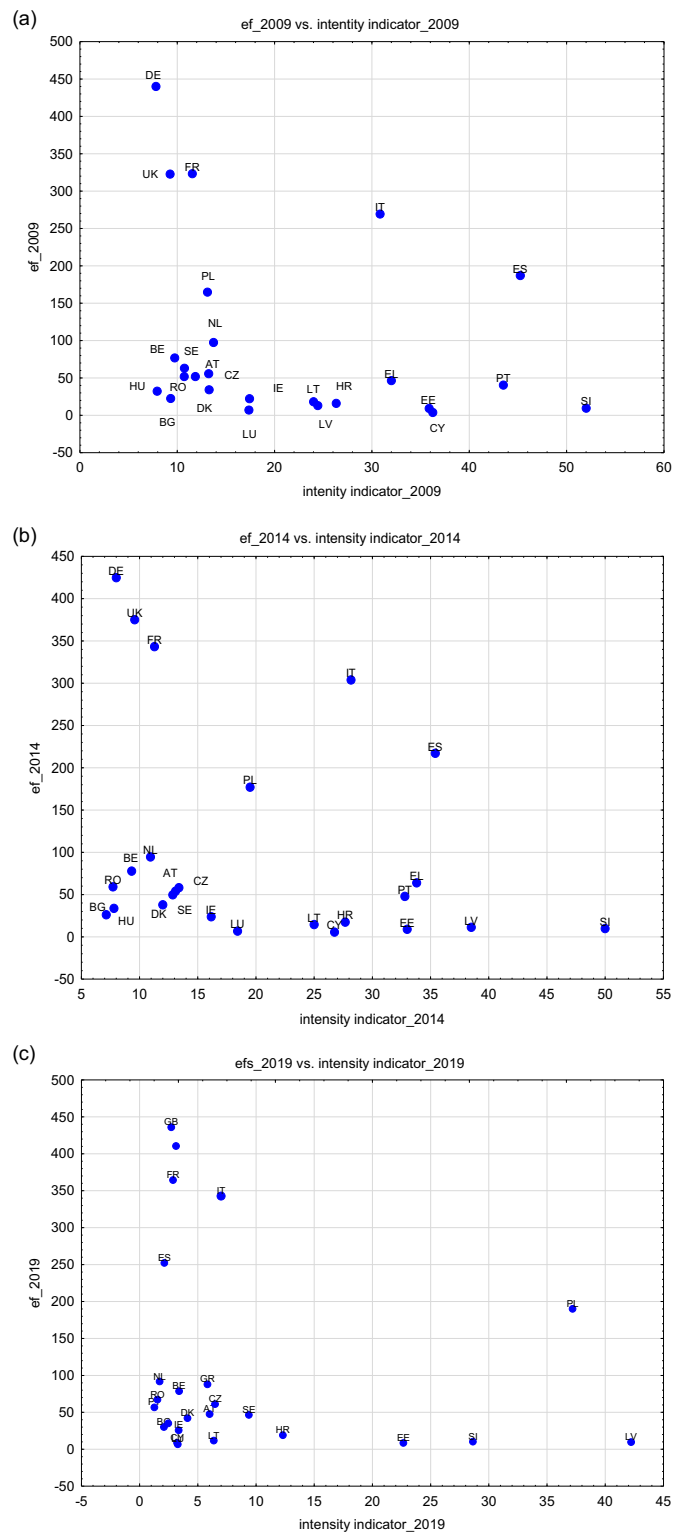 (a)
ef_2009 vs. intentity indicator_2009
500
450
400
350
300
250
200
150
100
50
0
-50
ef_2009
DE
UK
FR
IT
ES
PL
NL
BE
SE
AT
CZ
HU
RO
DK
BG
IE
LU
LT
LV
HR
EL
EE
CY
PT
SI
0 10 20 30 40 50 60
intenity indicator_2009
(b)
ef_2014 vs. intensity indicator_2014
450
400
350
300
250
200
150
100
50
0
-50
ef_2014
DE
UK
FR
IT
ES
PL
NL
BE
RO
AT
CZ
BG
HU
DK
SE
IE
LU
LT
CY
HR
PT
EL
EE
LV
SI
5 10 15 20 25 30 35 40 45 50 55
intensity indicator_2014
(c)
efs_2019 vs. intensity indicator_2019
500
450
400
350
300
250
200
150
100
50
0
-50
ef_2019
GB
FR
IT
ES
PL
NL
BE
GR
RO
CZ
DK
AT
SE
IE
LT
HR
EE
SI
LV
-5 0 5 10 15 20 25 30 35 40 45
intensity indicator_2019